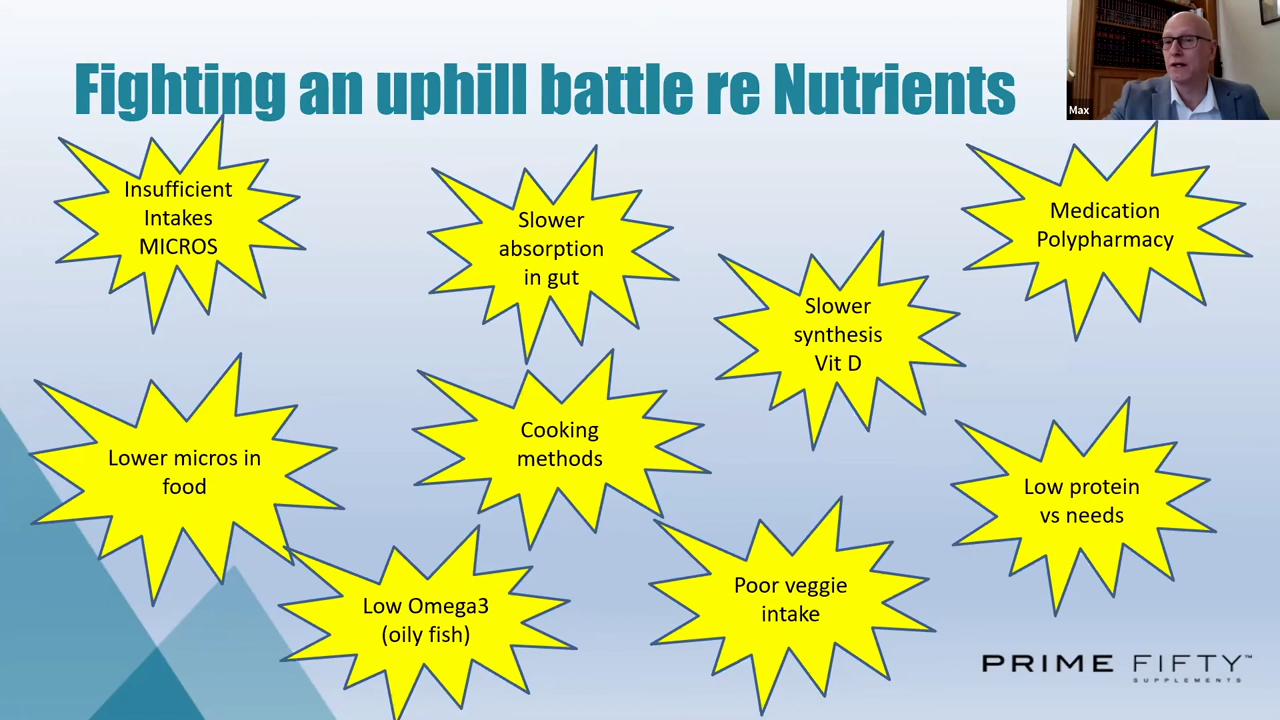 Fighting an uphill battle re Nutrients
Max
Insufficient
Intakes
MICROS
Slower
absorption
in gut
Medication
Polypharmacy
Slower
synthesis
Vit D
Lower micros in
food
Cooking
methods
Low protein
vs needs
Low Omega3
(oily fish)
Poor veggie
intake
PRIME FIFTY™
SUPPLEMENTS